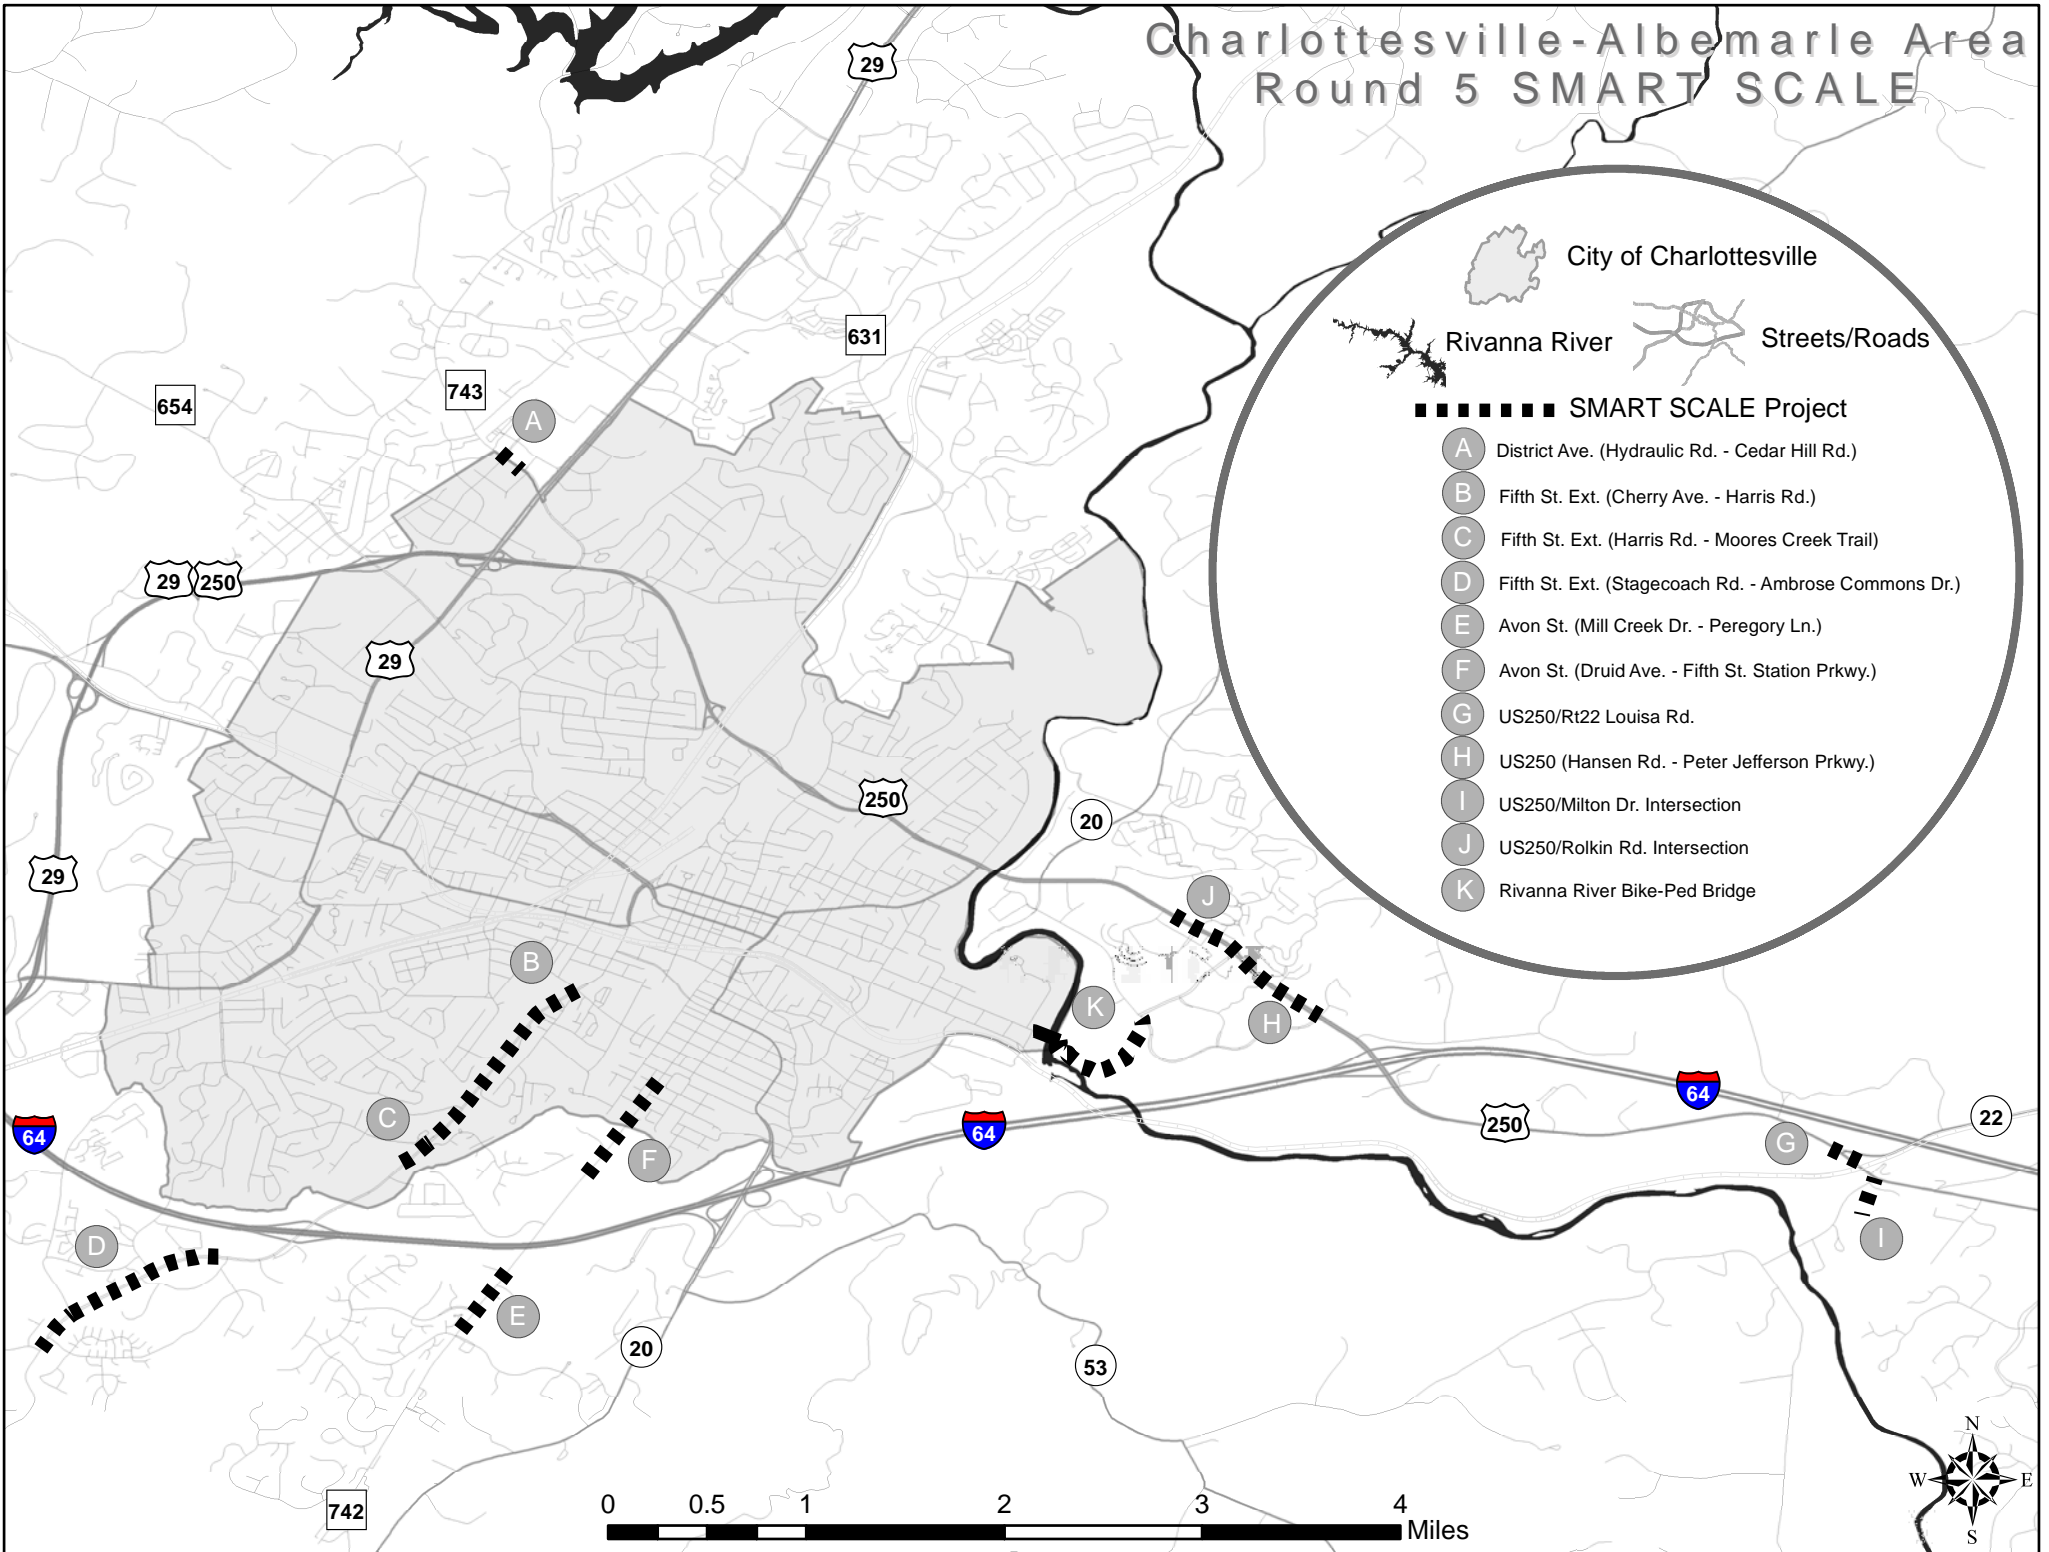 Charlottesville-Albemarle Area
Round 5 SMART SCALE
29
City of Charlottesville
Rivanna River
Streets/Roads
631
743
654
A
SMART SCALE Project
A District Ave. (Hydraulic Rd. - Cedar Hill Rd.)
B Fifth St. Ext. (Cherry Ave. - Harris Rd.)
C Fifth St. Ext. (Harris Rd. - Moores Creek Trail)
D Fifth St. Ext. (Stagecoach Rd. - Ambrose Commons Dr.)
E Avon St. (Mill Creek Dr. - Peregory Ln.)
F Avon St. (Druid Ave. - Fifth St. Station Prkwy.)
G US250/Rt22 Louisa Rd.
H US250 (Hansen Rd. - Peter Jefferson Prkwy.)
I US250/Milton Dr. Intersection
J US250/Rolkin Rd. Intersection
K Rivanna River Bike-Ped Bridge
29 250
29
250
20
29
J
B
K
H
64
C
64
64
250
22
G
F
I
D
E
20
53
742
N
W E
S
0 0.5 1 2 3 4
Miles